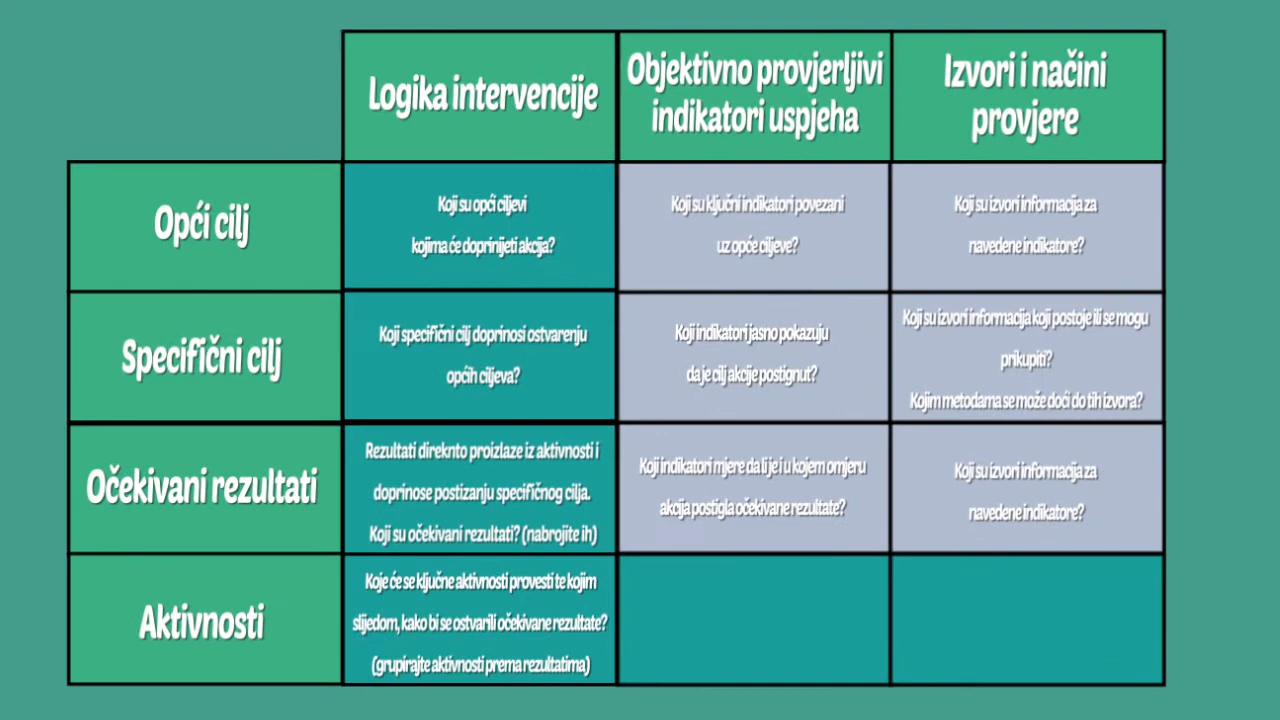 Logika intervencije
Objektivno provjerljivi
indikatori uspjeha
Izvori i načini
provjere
Opći cilj
Koji su opći ciljevi
kojima će doprinijeti akcija?
Koji su ključni indikatori povezani
uz opće ciljeve?
Koji su izvori informacija za
navedene indikatore?
Specifični cilj
Koji specifični cilj doprinosi ostvarenju
općih ciljeva?
Koji indikatori jasno pokazuju
da je cilj akcije postignut?
Koji su izvori informacija koji postoje ili se mogu
prikupiti?
Kojim metodama se može doći do tih izvora?
Očekivani rezultati
Rezultati direknto proizlaze iz aktivnosti i
doprinose postizanju specifičnog cilja.
Koji su očekivani rezultati? (nabrojite ih)
Koji indikatori mjere da li je i u kojem omjeru
akcija postigla očekivane rezultate?
Koji su izvori informacija za
navedene indikatore?
Aktivnosti
Koje će se ključne aktivnosti provesti te kojim
slijedom, kako bi se ostvarili očekivane rezultate?
(grupirajte aktivnosti prema rezultatima)